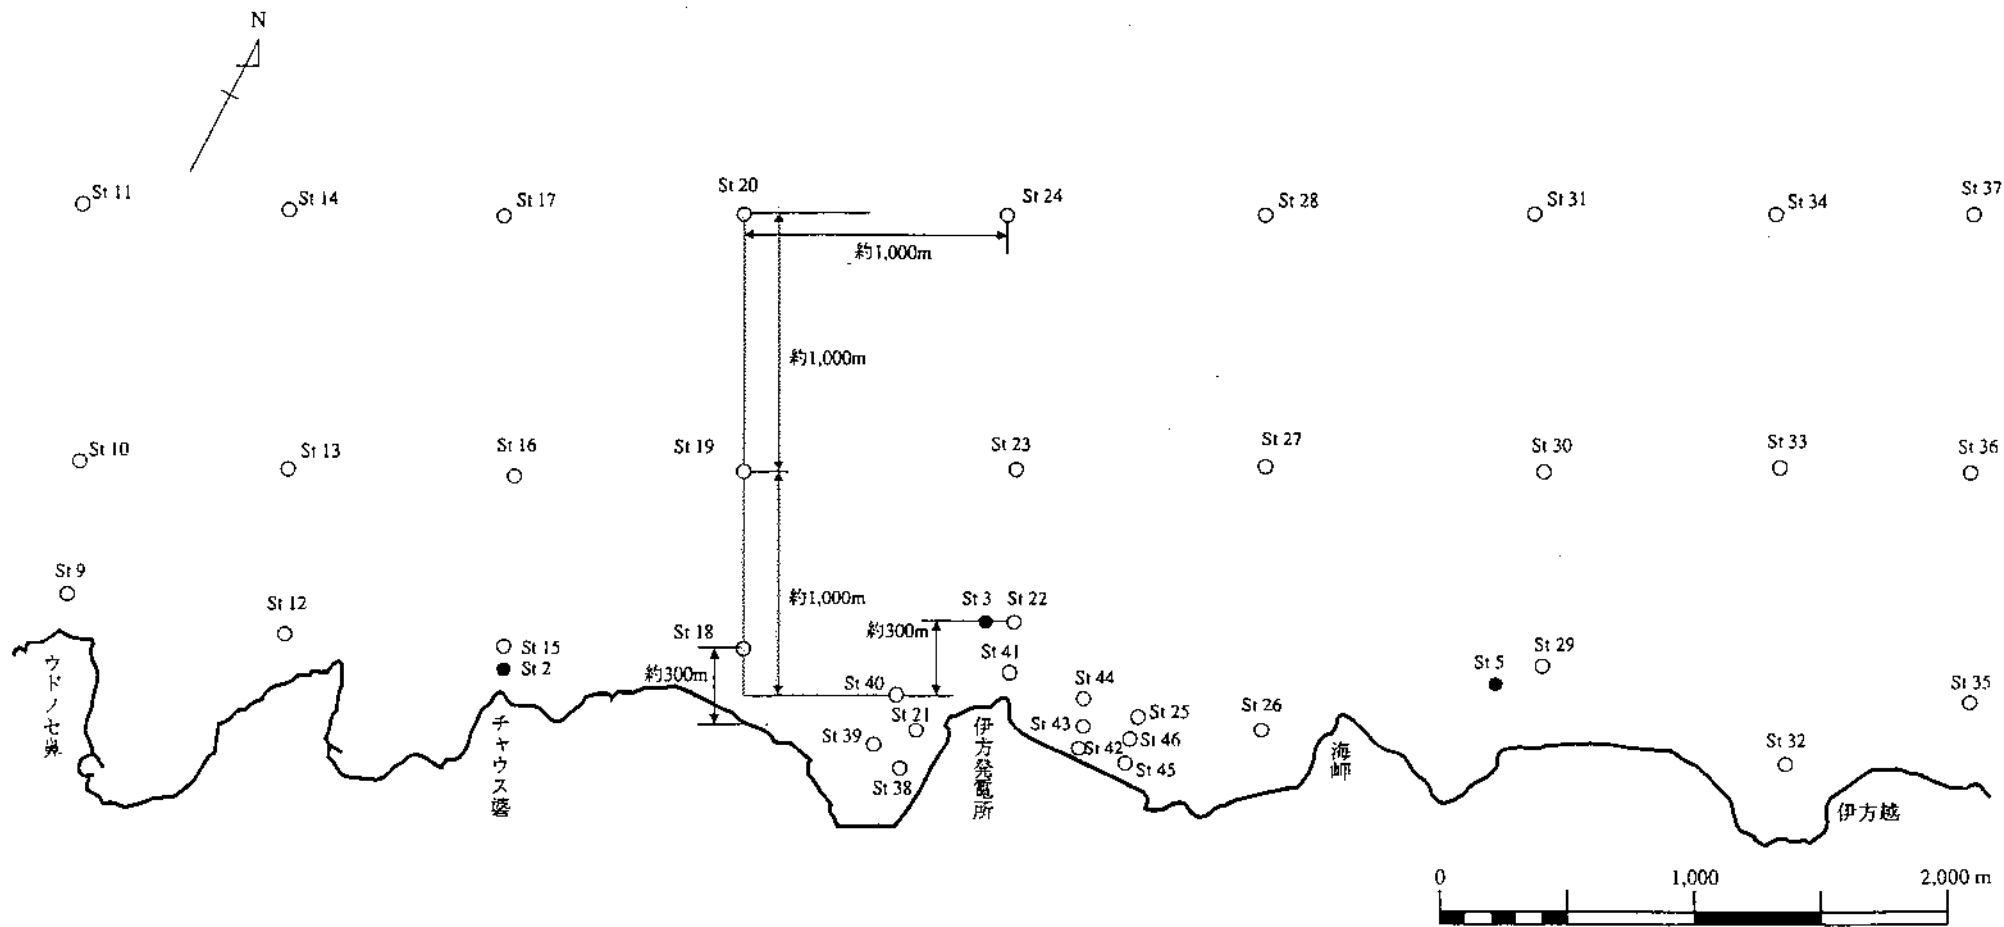 N
St 11
St 14
St 17
St 20
St 24
St 28
St 31
St 34
St 37
約1,000m
約1,000m
St 10
St 13
St 16
St 19
St 23
St 27
St 30
St 33
St 36
St 9
St 12
St 15
St 2
St 18
約1,000m
St 3
St 22
約300m
St 41
約300m
St 40
St 44
St 5
St 29
St 39
St 21
St 43
St 42
St 25
St 46
St 45
St 26
St 35
St 38
St 32
ウドノセ鼻
チャウス碆
伊方発電所
海岬
伊方越
0
1,000
2,000 m